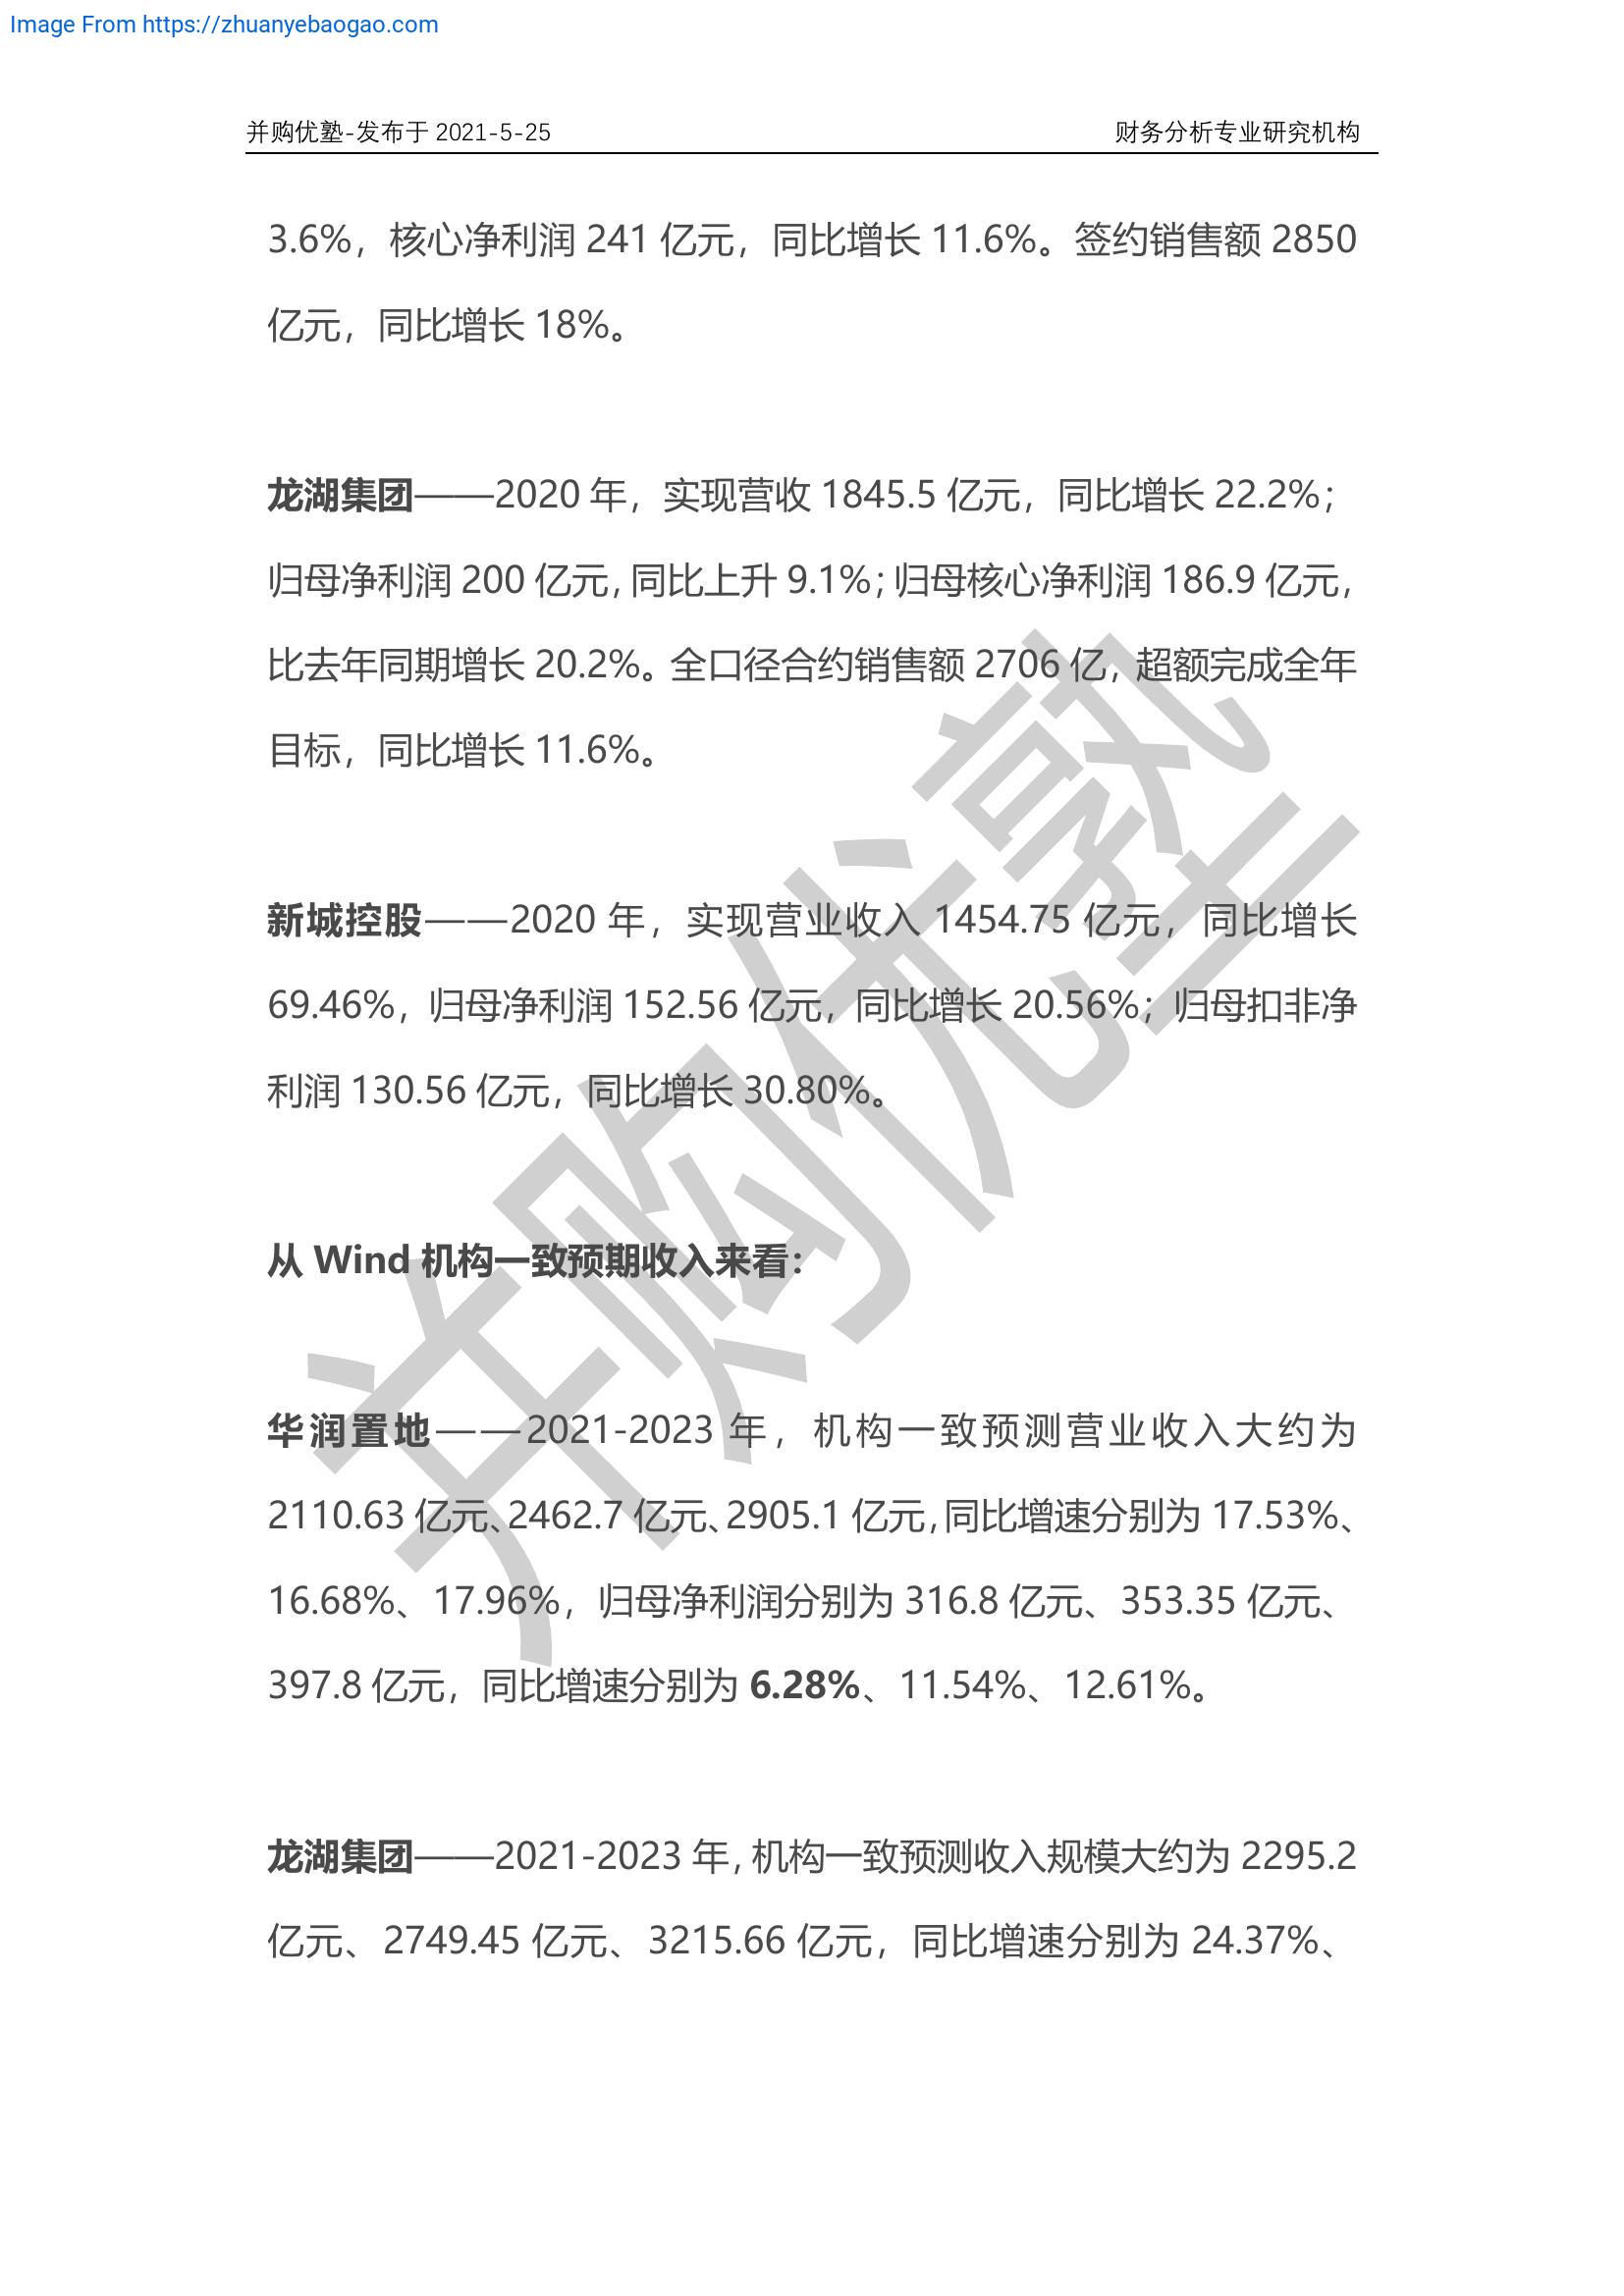 Image From https://zhuanyebaogao.com
并购优塾-发布于 2021-5-25 财务分析专业研究机构
3.6%，核心净利润 241 亿元，同比增长 11.6%。签约销售额 2850
亿元，同比增长 18%。
龙湖集团——2020 年，实现营收 1845.5 亿元，同比增长 22.2%；
归母净利润 200 亿元，同比上升 9.1%；归母核心净利润 186.9 亿元，
比去年同期增长 20.2%。全口径合约销售额 2706 亿，超额完成全年
目标，同比增长 11.6%。
新城控股——2020 年，实现营业收入 1454.75 亿元，同比增长
69.46%，归母净利润 152.56 亿元，同比增长 20.56%；归母扣非净
利润 130.56 亿元，同比增长 30.80%。
从 Wind 机构一致预期收入来看：
华润置地——2021-2023 年，机构一致预测营业收入大约为
2110.63 亿元、2462.7 亿元、2905.1 亿元，同比增速分别为 17.53%、
16.68%、17.96%，归母净利润分别为 316.8 亿元、353.35 亿元、
397.8 亿元，同比增速分别为 6.28%、11.54%、12.61%。
龙湖集团——2021-2023 年，机构一致预测收入规模大约为 2295.2
亿元、2749.45 亿元、3215.66 亿元，同比增速分别为 24.37%、
并购优塾